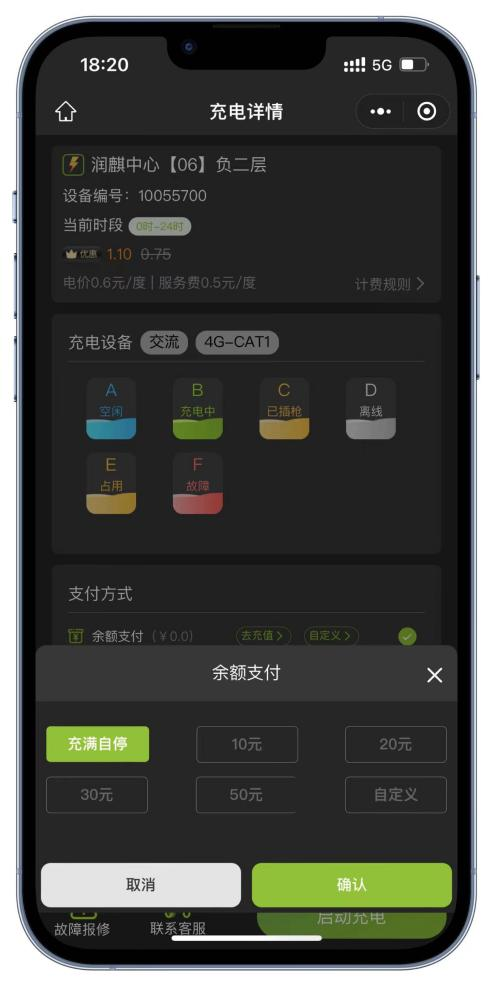 18:20
5G
充电详情
润麒中心【06】负二层
设备编号：10055700
当前时段 0时-24时
优惠 1.10 0.75
电价0.6元/度 | 服务费0.5元/度 计费规则
充电设备 交流 4G-CAT1
A B C D
空闲 充电中 已插枪 离线
E F
占用 故障
支付方式
余额支付 (￥0.0) 去充值 自定义
余额支付
充满自停 10元 20元
30元 50元 自定义
取消 确认
故障报修 联系客服 启动充电